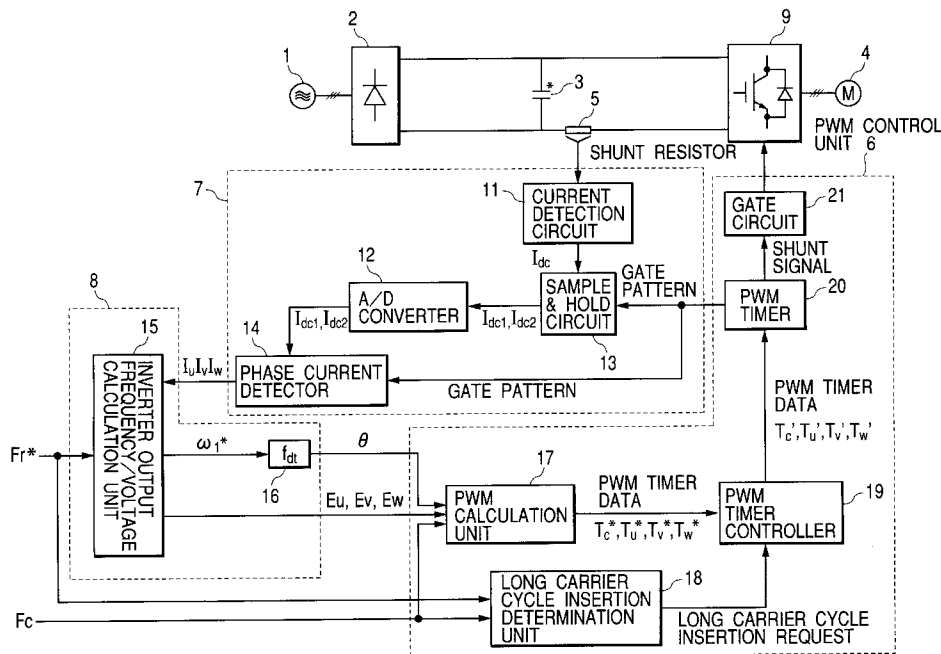 1
2
3
5
9
4
M
SHUNT RESISTOR
PWM CONTROL
UNIT
6
7
11
CURRENT
DETECTION
CIRCUIT
GATE
CIRCUIT
21
SHUNT
SIGNAL
Idc
12
A/D
CONVERTER
Idc1, Idc2
SAMPLE
& HOLD
CIRCUIT
13
GATE
PATTERN
PWM
TIMER
20
8
15
INVERTER OUTPUT
FREQUENCY/VOLTAGE
CALCULATION UNIT
IuIvIw
14
Idc1, Idc2
PHASE CURRENT
DETECTOR
GATE PATTERN
PWM TIMER
DATA
Tc', Tu', Tv', Tw'
Fr*
ω1*
fdt
16
θ
Eu, Ev, Ew
17
PWM
CALCULATION
UNIT
PWM TIMER
DATA
Tc*, Tu*, Tv*, Tw*
PWM
TIMER
CONTROLLER
19
Fc
LONG CARRIER
CYCLE INSERTION
DETERMINATION
UNIT
18
LONG CARRIER CYCLE
INSERTION REQUEST